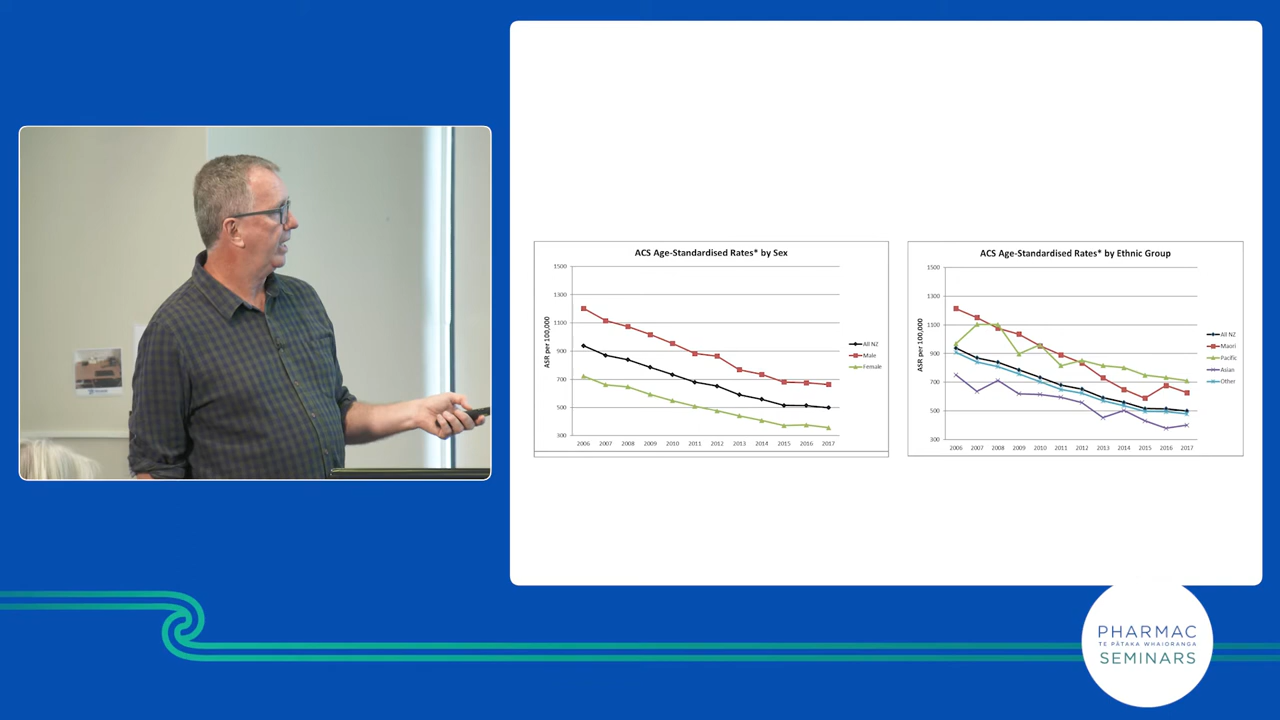 ACS Age-Standardised Rates* by Sex
1500
1300
1100
900
700
500
300
ASR per 100,000
2006 2007 2008 2009 2010 2011 2012 2013 2014 2015 2016 2017
All NZ
Male
Female
ACS Age-Standardised Rates* by Ethnic Group
1500
1300
1100
900
700
500
300
ASR per 100,000
2006 2007 2008 2009 2010 2011 2012 2013 2014 2015 2016 2017
All NZ
Maori
Pacific
Asian
Other
PHARMAC
TE PĀTAKA WHAIORANGA
SEMINARS